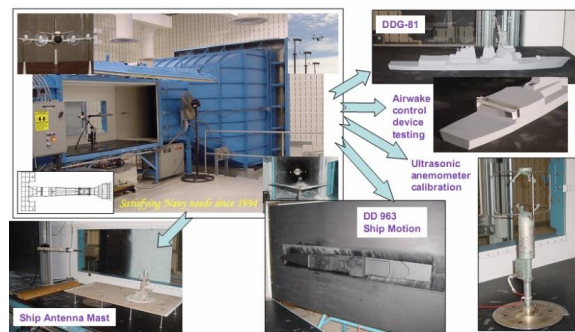 DDG-81
Airwake
control
device
testing
Ultrasonic
anemometer
calibration
Satisfying Navy needs since 1994
DD 963
Ship Motion
Ship Antenna Mast